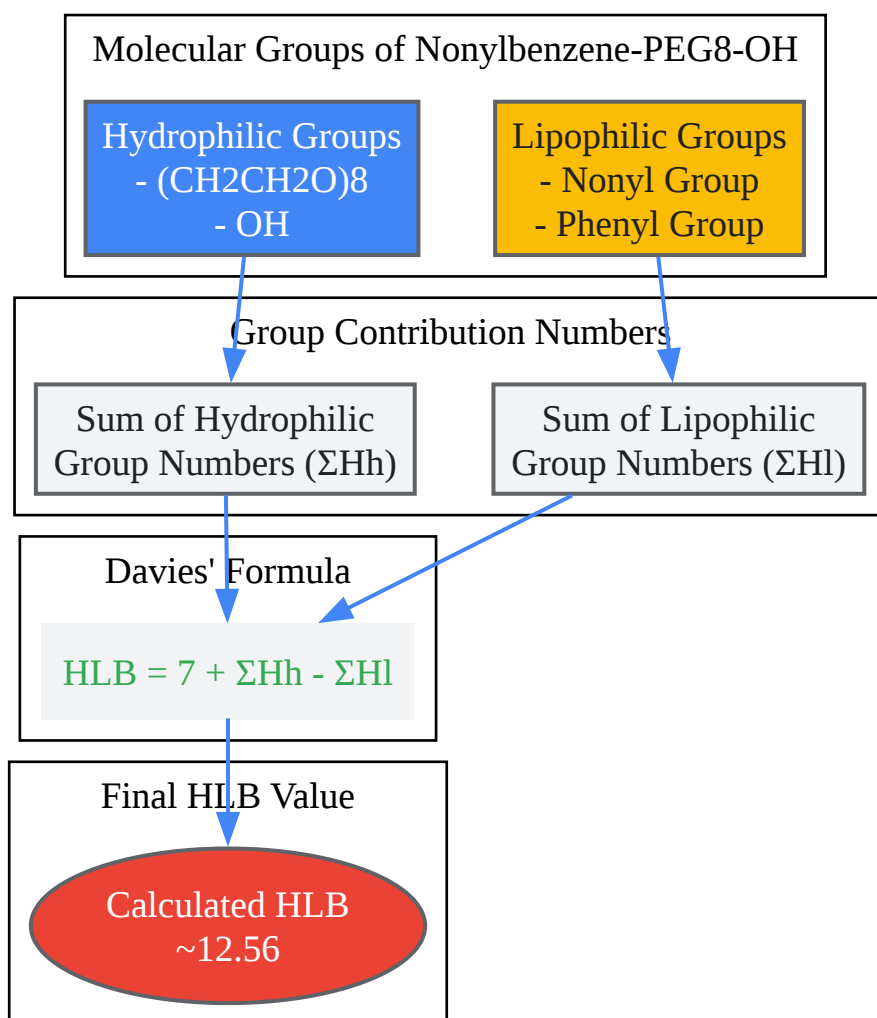 Molecular Groups of Nonylbenzene-PEG8-OH
Hydrophilic Groups
- (CH2CH2O)8
- OH
Lipophilic Groups
- Nonyl Group
- Phenyl Group
Group Contribution Numbers
Sum of Hydrophilic
Group Numbers (ΣHh)
Sum of Lipophilic
Group Numbers (ΣHl)
Davies' Formula
HLB = 7 + ΣHh - ΣHl
Final HLB Value
Calculated HLB
~12.56